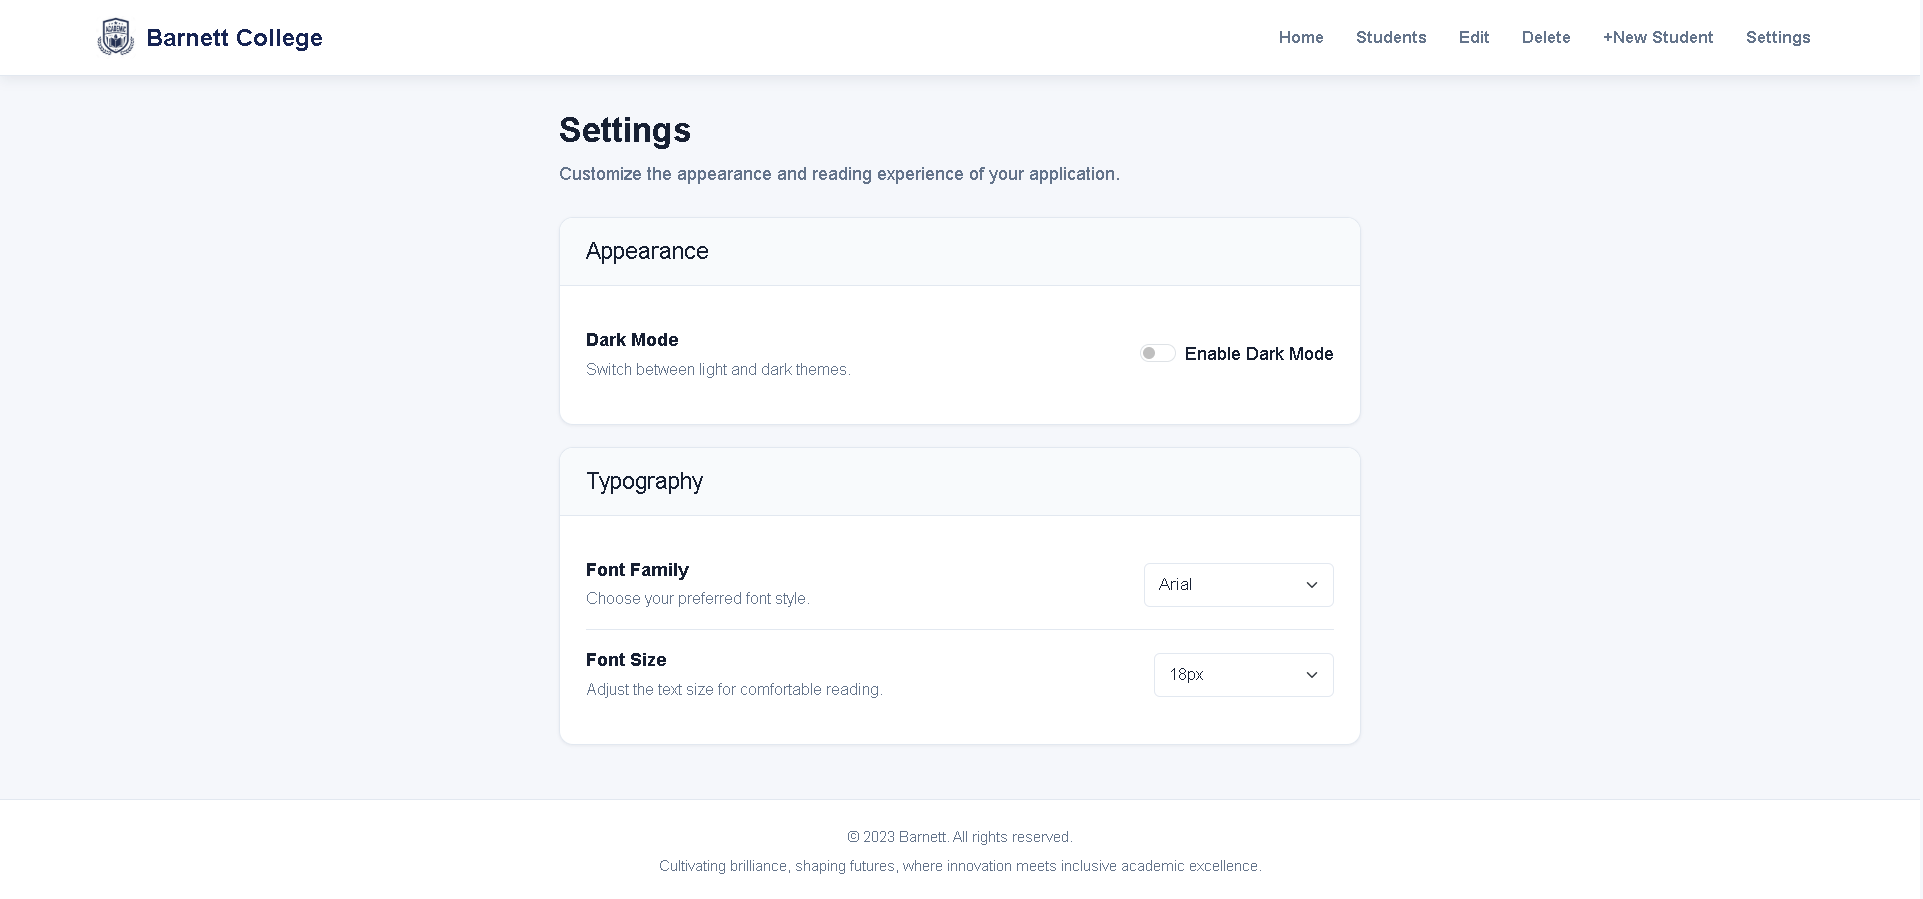 ACADEMIC
Barnett College
Home
Students
Edit
Delete
+New Student
Settings
Settings
Customize the appearance and reading experience of your application.
Appearance
Dark Mode
Switch between light and dark themes.
Enable Dark Mode
Typography
Font Family
Choose your preferred font style.
Arial
Font Size
Adjust the text size for comfortable reading.
18px
© 2023 Barnett. All rights reserved.
Cultivating brilliance, shaping futures, where innovation meets inclusive academic excellence.